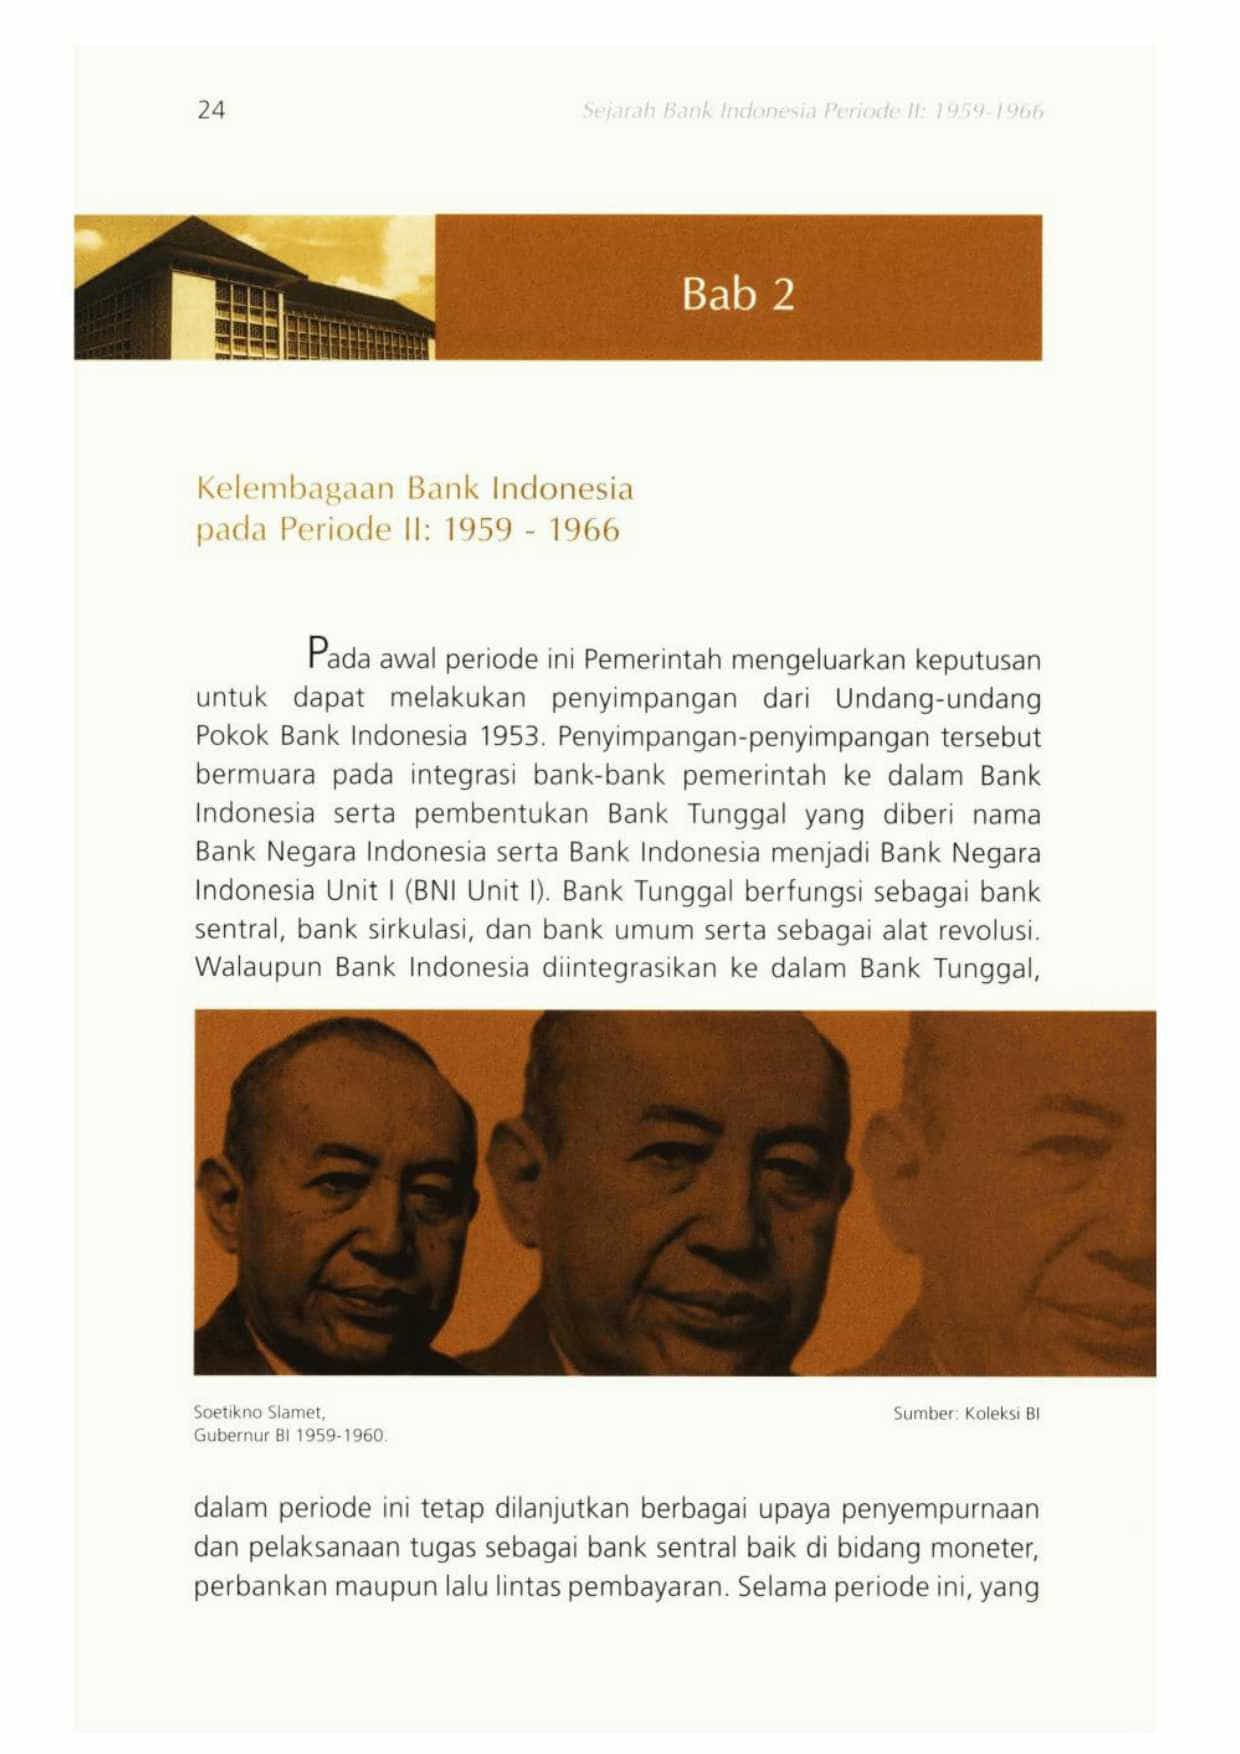 24
Sejarah Bank Indonesia Periode II: 1959-1966
Bab 2
Kelembagaan Bank Indonesia
pada Periode II: 1959 - 1966
Pada awal periode ini Pemerintah mengeluarkan keputusan
untuk dapat melakukan penyimpangan dari Undang-undang
Pokok Bank Indonesia 1953. Penyimpangan-penyimpangan tersebut
bermuara pada integrasi bank-bank pemerintah ke dalam Bank
Indonesia serta pembentukan Bank Tunggal yang diberi nama
Bank Negara Indonesia serta Bank Indonesia menjadi Bank Negara
Indonesia Unit I (BNI Unit I). Bank Tunggal berfungsi sebagai bank
sentral, bank sirkulasi, dan bank umum serta sebagai alat revolusi.
Walaupun Bank Indonesia diintegrasikan ke dalam Bank Tunggal,
Soetikno Slamet,
Gubernur BI 1959-1960.
Sumber: Koleksi BI
dalam periode ini tetap dilanjutkan berbagai upaya penyempurnaan
dan pelaksanaan tugas sebagai bank sentral baik di bidang moneter,
perbankan maupun lalu lintas pembayaran. Selama periode ini, yang